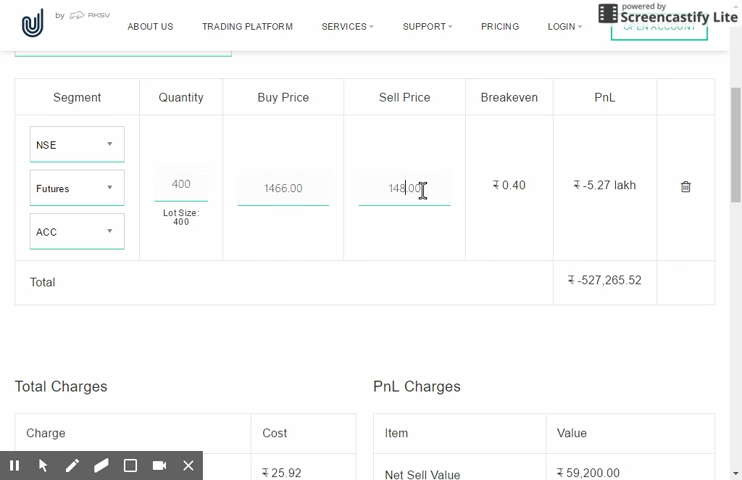 by RKSV
ABOUT US
TRADING PLATFORM
SERVICES
SUPPORT
PRICING
LOGIN
OPEN ACCOUNT
powered by
Screencastify Lite
Segment
Quantity
Buy Price
Sell Price
Breakeven
PnL
NSE
Futures
ACC
400
Lot Size:
400
1466.00
148.00
₹ 0.40
₹ -5.27 lakh
Total
₹ -527,265.52
Total Charges
PnL Charges
Charge
Cost
Item
Value
₹ 25.92
Net Sell Value
₹ 59,200.00